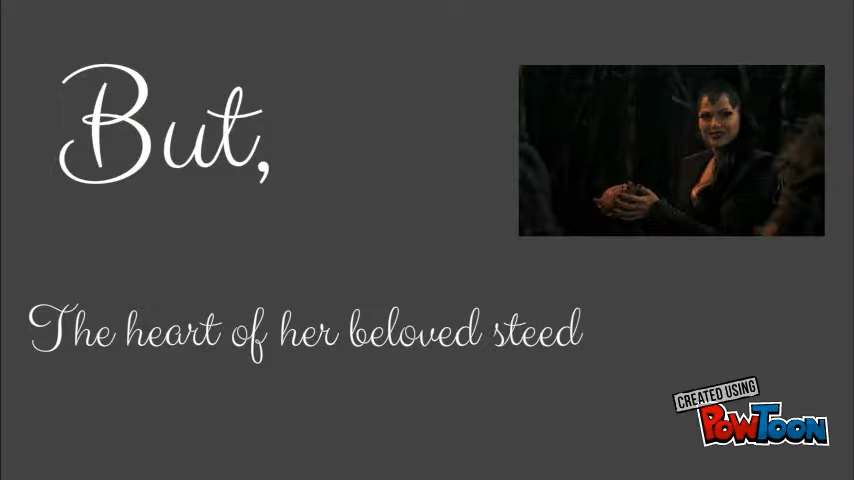 But,
The heart of her beloved steed
CREATED USING
POWTOON